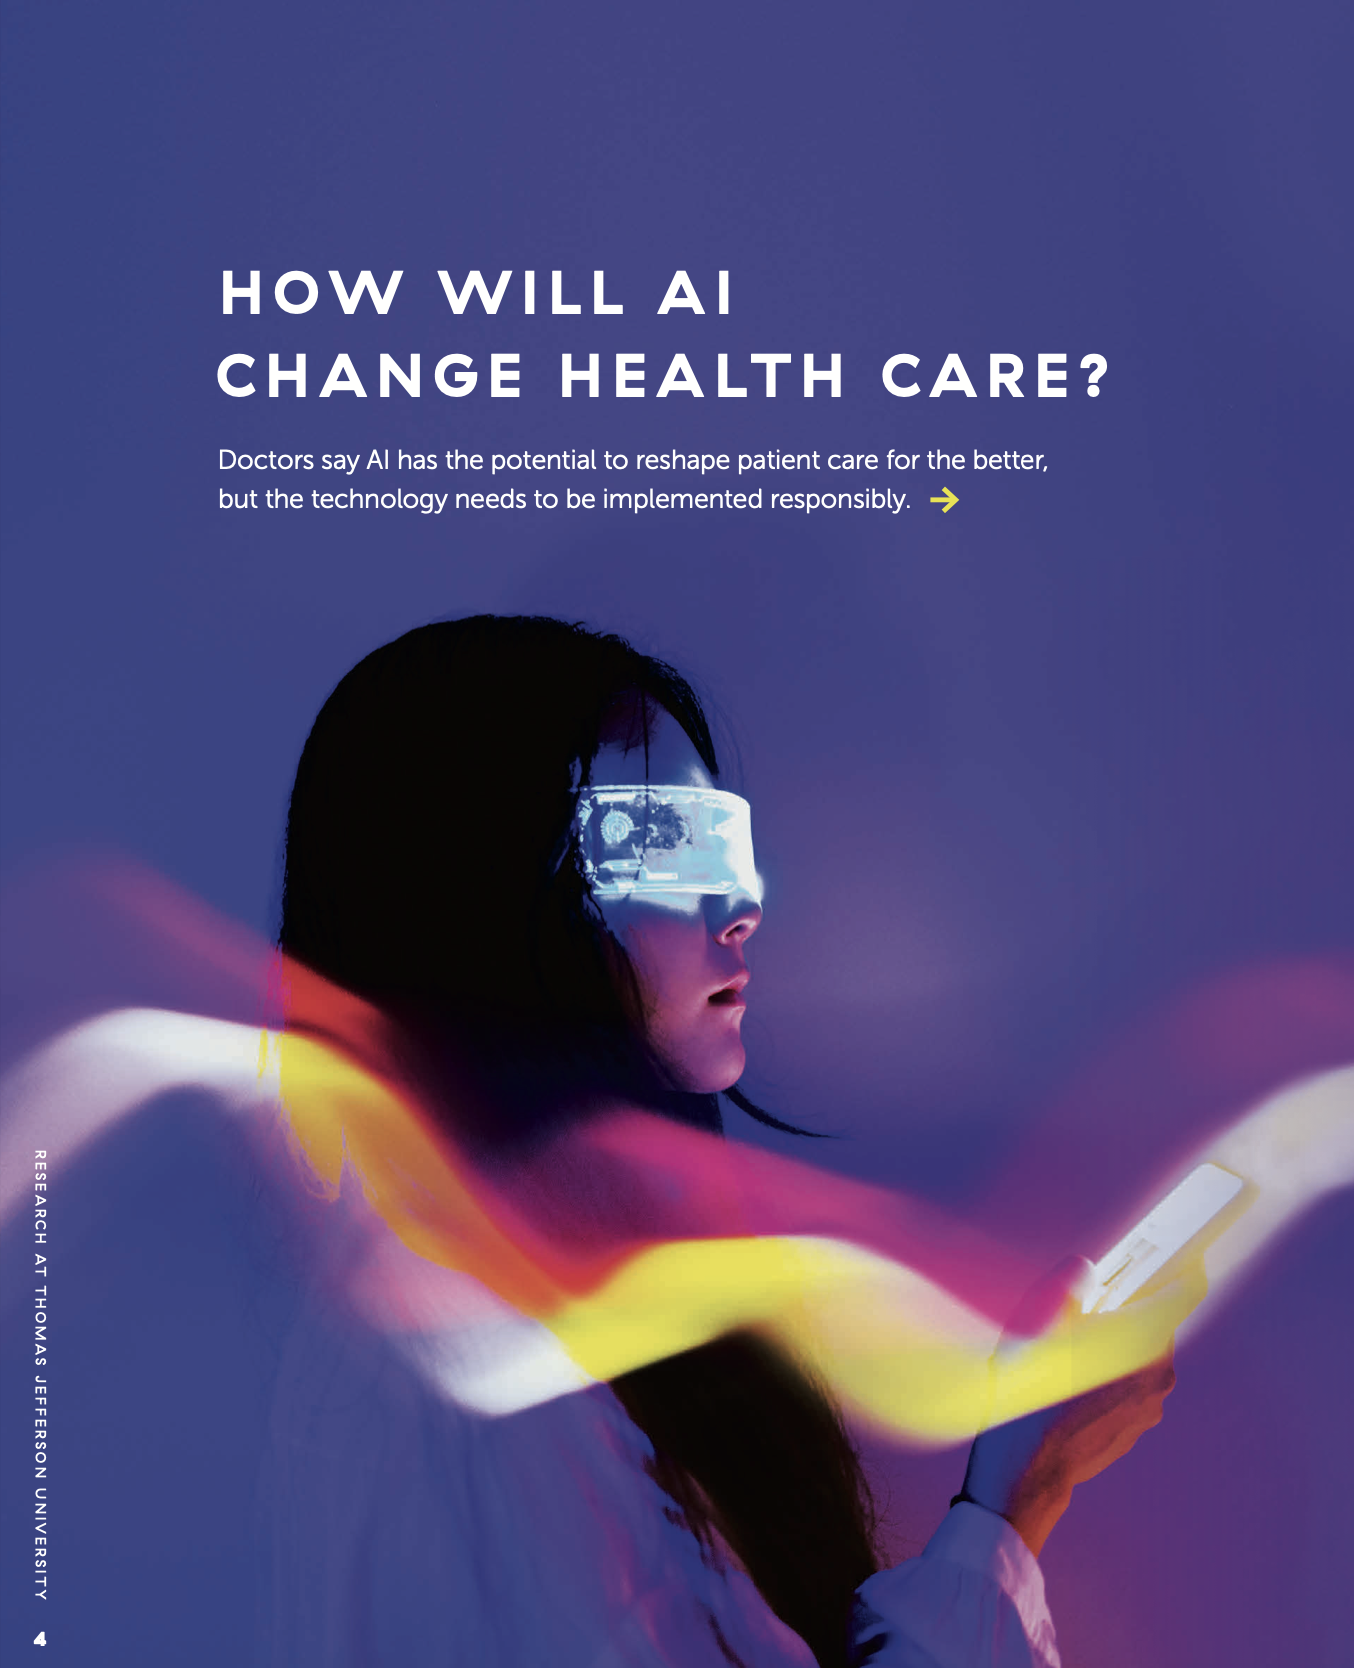 HOW WILL AI
CHANGE HEALTH CARE?
Doctors say AI has the potential to reshape patient care for the better,
but the technology needs to be implemented responsibly. →
RESEARCH AT THOMAS JEFFERSON UNIVERSITY
4